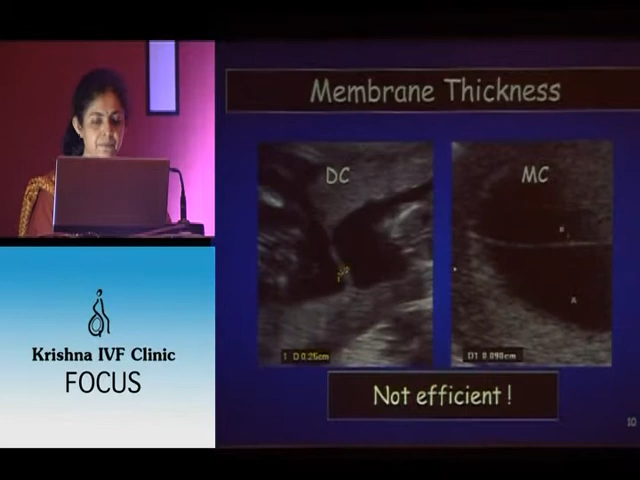 Membrane Thickness
DC
MC
1 D 0.25cm
D1 0.090cm
Not efficient !
10
Krishna IVF Clinic
FOCUS